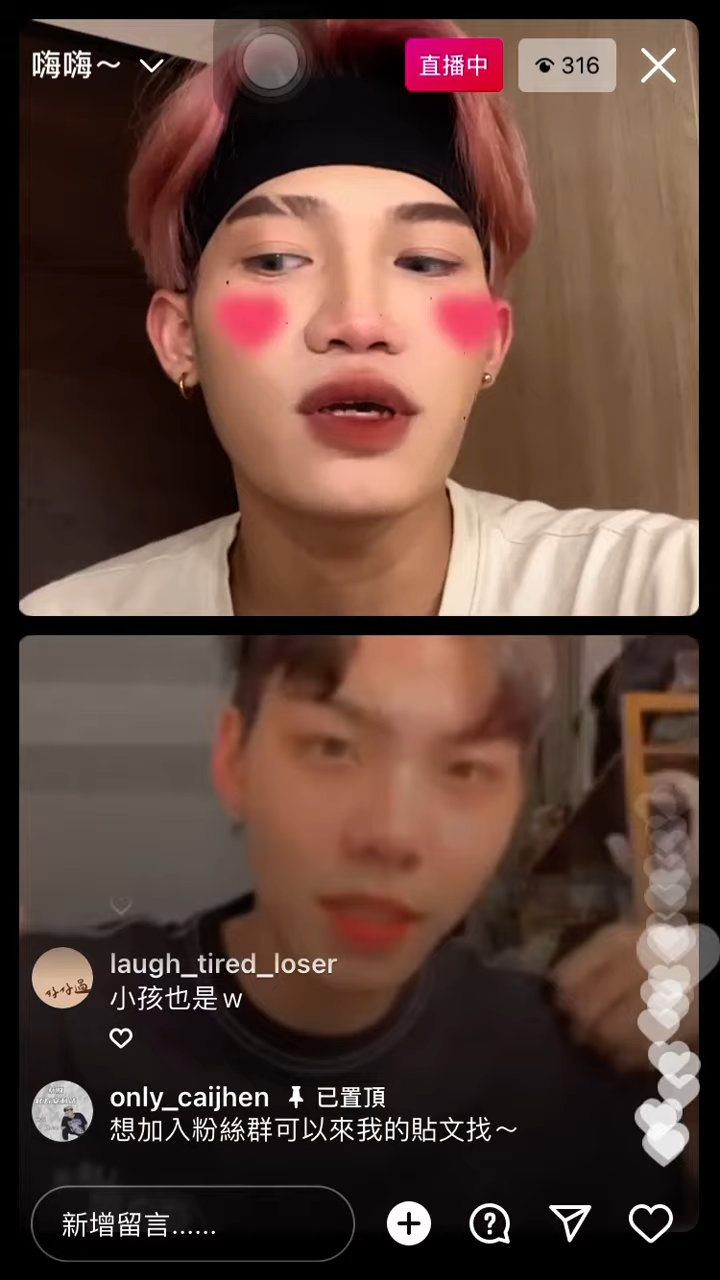 嗨嗨～
直播中
316
laugh_tired_loser
小孩也是w
only_caijhen 已置頂
想加入粉絲群可以來我的貼文找～
新增留言......